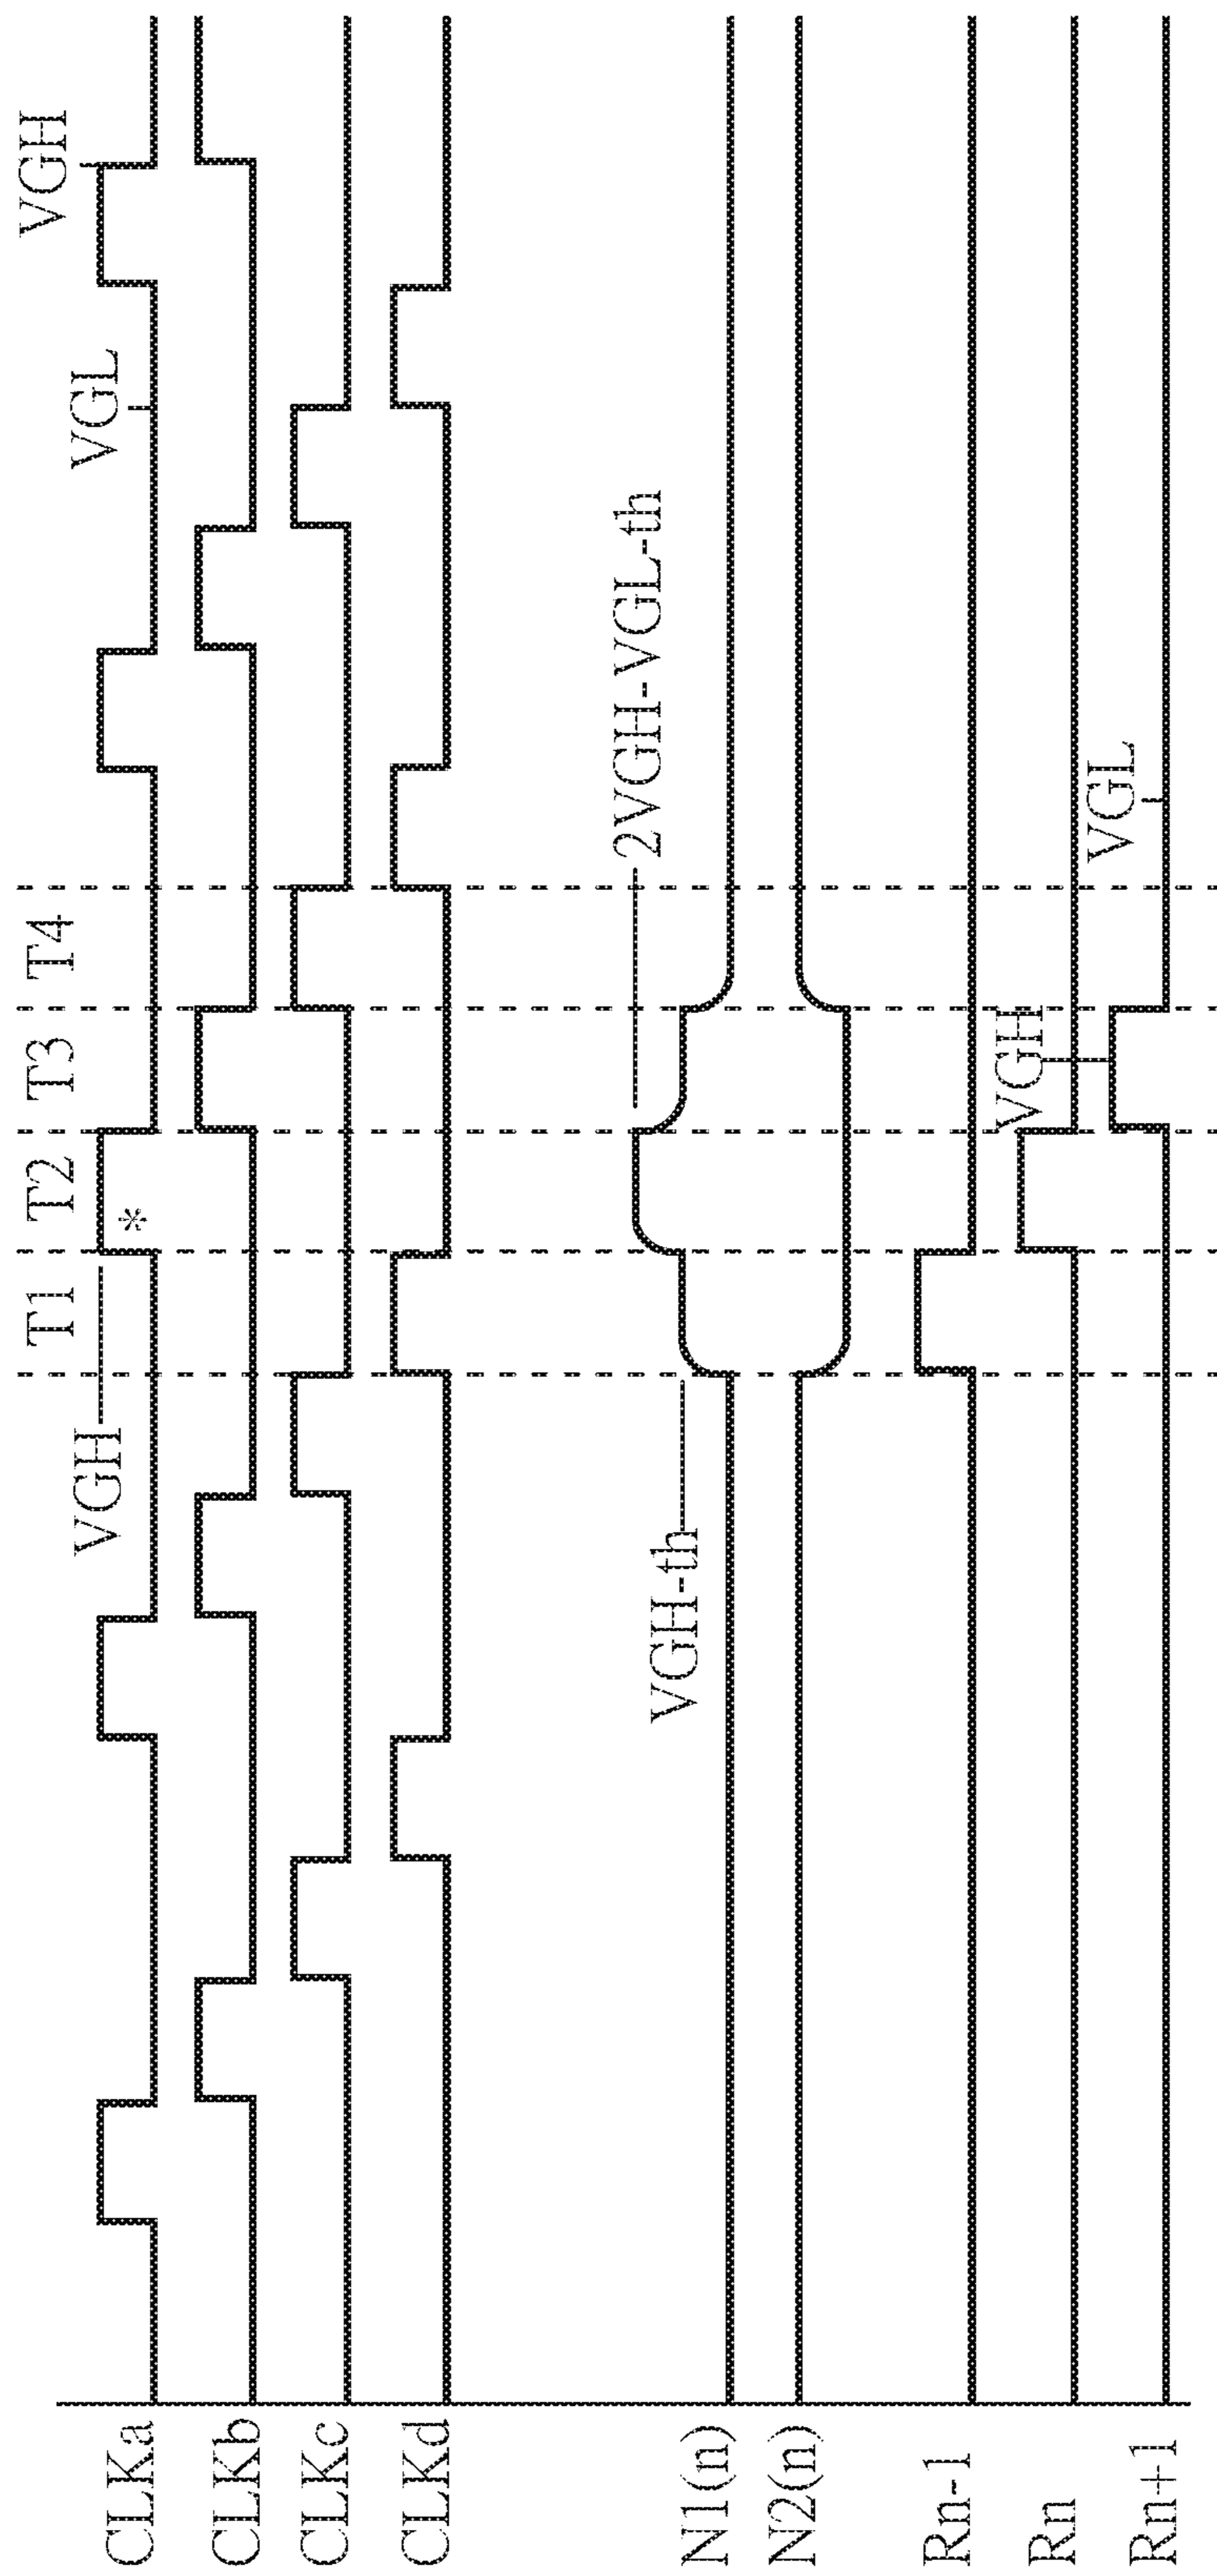 VGH
T1
T2
T3
T4
VGL
VGH
*
CLKa
CLKb
CLKc
CLKd
VGH-th
2VGH-VGL-th
N1(n)
N2(n)
Rn-1
Rn
VGH
VGL
Rn+1